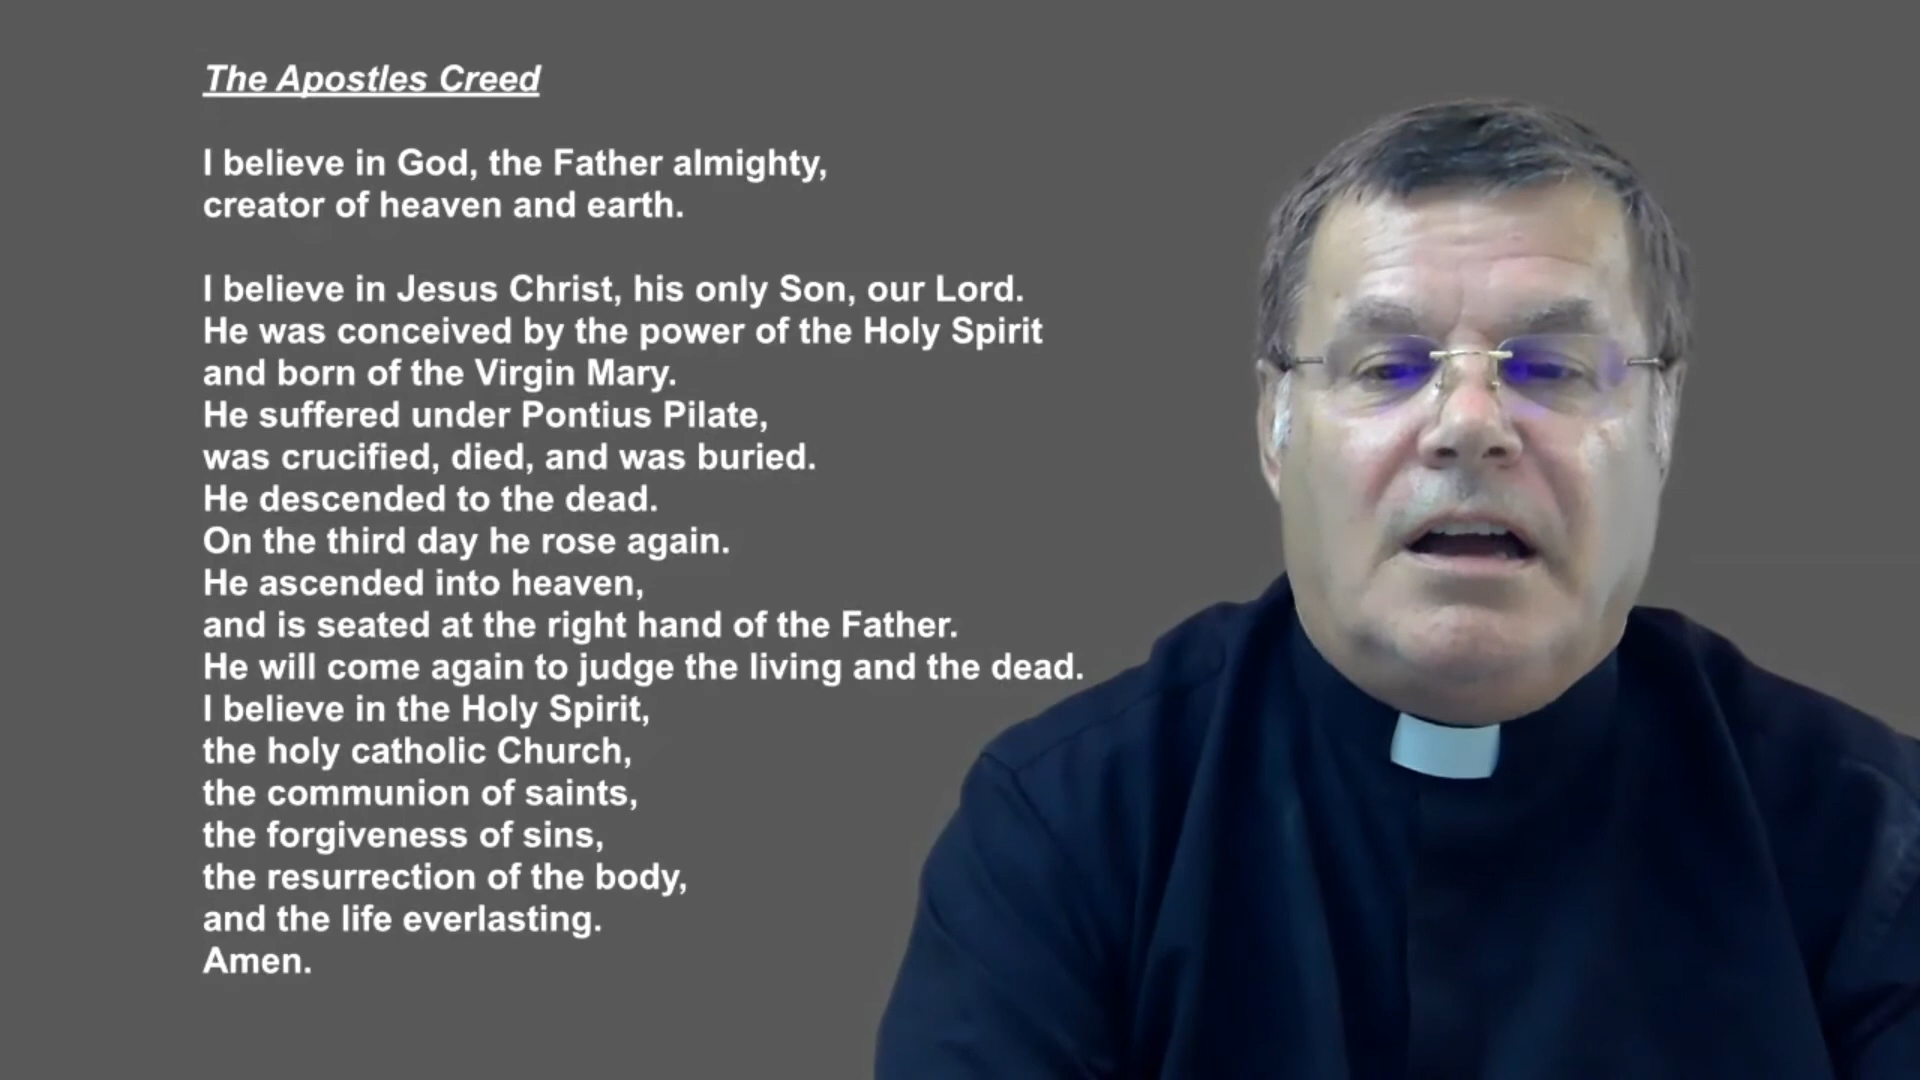 The Apostles Creed
I believe in God, the Father almighty,
creator of heaven and earth.
I believe in Jesus Christ, his only Son, our Lord.
He was conceived by the power of the Holy Spirit
and born of the Virgin Mary.
He suffered under Pontius Pilate,
was crucified, died, and was buried.
He descended to the dead.
On the third day he rose again.
He ascended into heaven,
and is seated at the right hand of the Father.
He will come again to judge the living and the dead.
I believe in the Holy Spirit,
the holy catholic Church,
the communion of saints,
the forgiveness of sins,
the resurrection of the body,
and the life everlasting.
Amen.